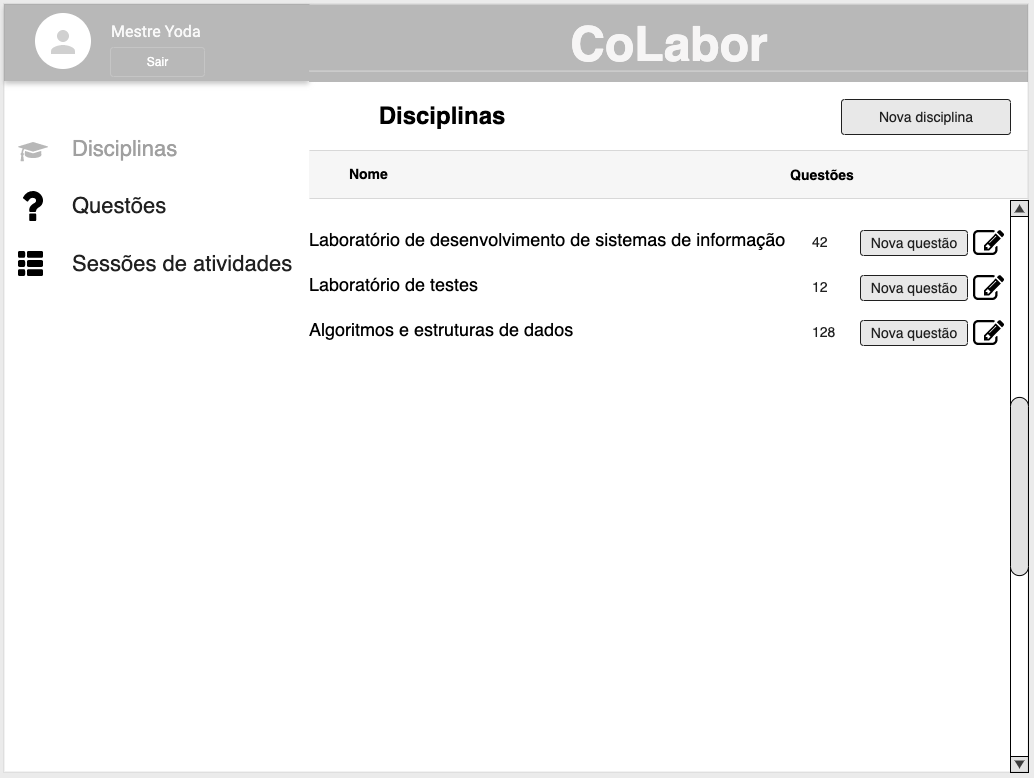 Mestre Yoda
Sair
CoLabor
Disciplinas
Questões
Sessões de atividades
Disciplinas
Nova disciplina
Nome Questões
Laboratório de desenvolvimento de sistemas de informação 42 Nova questão
Laboratório de testes 12 Nova questão
Algoritmos e estruturas de dados 128 Nova questão